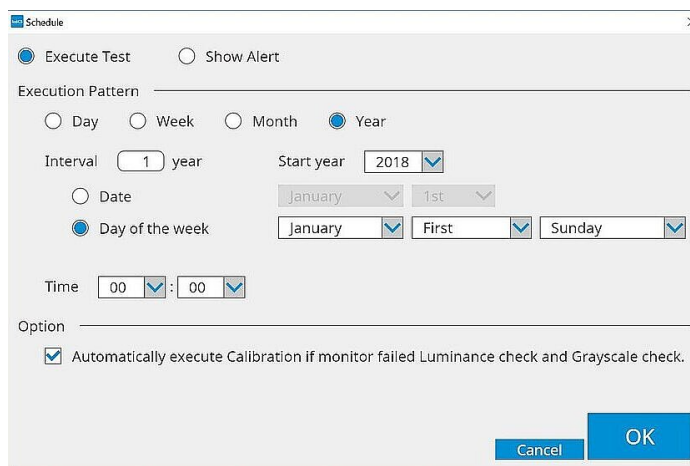 Schedule
Execute Test Show Alert
Execution Pattern
Day Week Month Year
Interval 1 year Start year 2018
Date January 1st
Day of the week January First Sunday
Time 00 : 00
Option
Automatically execute Calibration if monitor failed Luminance check and Grayscale check.
OK
Cancel